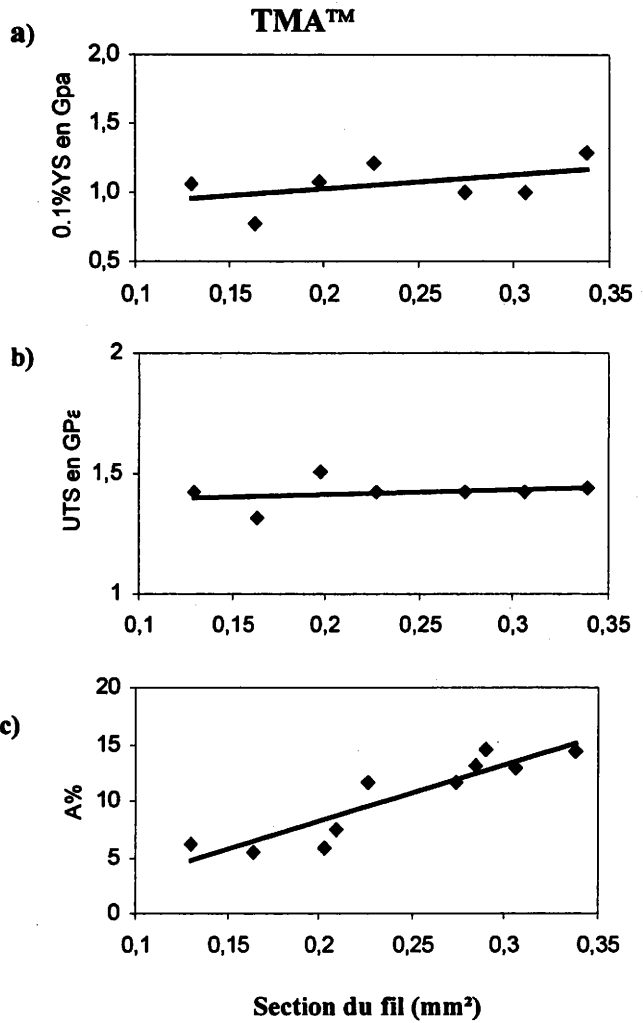 TMA™
a)
2,0
1,5
1,0
0,5
0.1%YS en Gpa
0,1 0,15 0,2 0,25 0,3 0,35
b)
2
1,5
1
UTS en GPε
0,1 0,15 0,2 0,25 0,3 0,35
c)
20
15
10
5
0
A%
0,1 0,15 0,2 0,25 0,3 0,35
Section du fil (mm²)